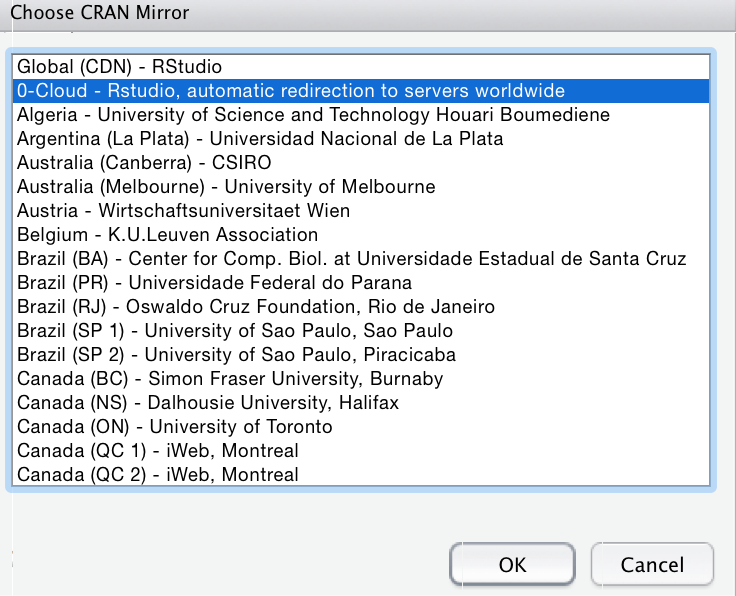 Choose CRAN Mirror
Global (CDN) - RStudio
0-Cloud - Rstudio, automatic redirection to servers worldwide
Algeria - University of Science and Technology Houari Boumediene
Argentina (La Plata) - Universidad Nacional de La Plata
Australia (Canberra) - CSIRO
Australia (Melbourne) - University of Melbourne
Austria - Wirtschaftsuniversitaet Wien
Belgium - K.U.Leuven Association
Brazil (BA) - Center for Comp. Biol. at Universidade Estadual de Santa Cruz
Brazil (PR) - Universidade Federal do Parana
Brazil (RJ) - Oswaldo Cruz Foundation, Rio de Janeiro
Brazil (SP 1) - University of Sao Paulo, Sao Paulo
Brazil (SP 2) - University of Sao Paulo, Piracicaba
Canada (BC) - Simon Fraser University, Burnaby
Canada (NS) - Dalhousie University, Halifax
Canada (ON) - University of Toronto
Canada (QC 1) - iWeb, Montreal
Canada (QC 2) - iWeb, Montreal
OK Cancel